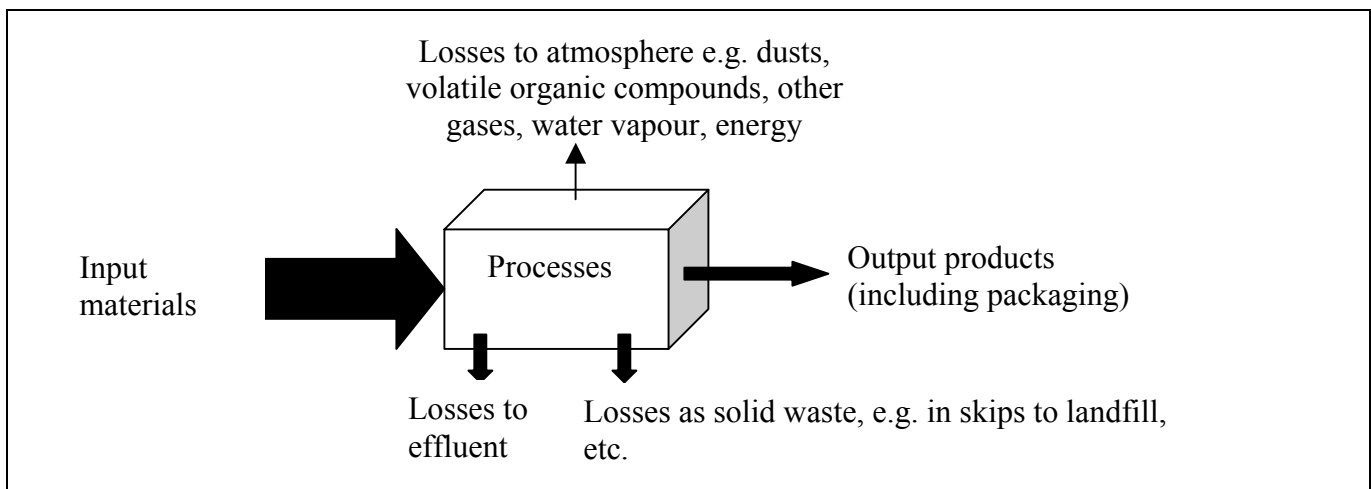 Losses to atmosphere e.g. dusts,
volatile organic compounds, other
gases, water vapour, energy
Input
materials
Processes
Output products
(including packaging)
Losses to
effluent
Losses as solid waste, e.g. in skips to landfill,
etc.